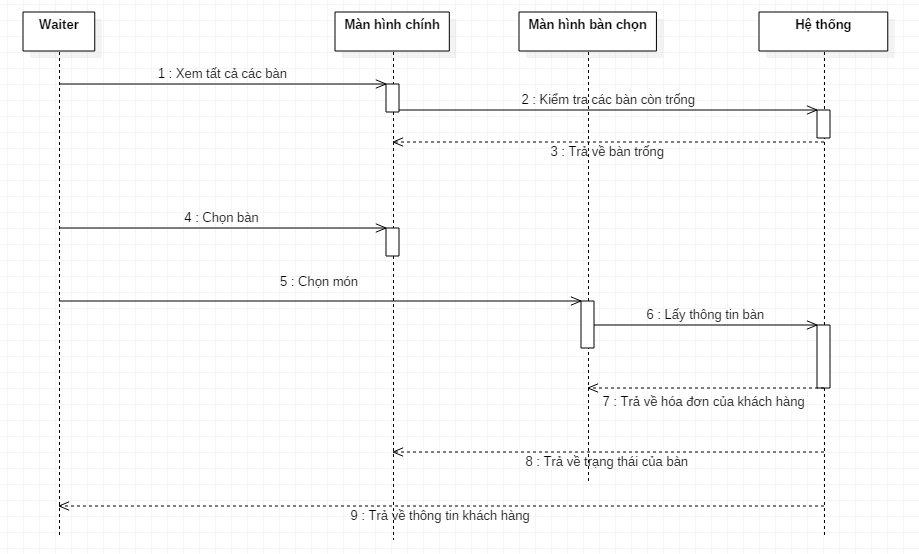 Waiter
Màn hình chính
Màn hình bàn chọn
Hệ thống
1 : Xem tất cả các bàn
2 : Kiểm tra các bàn còn trống
3 : Trả về bàn trống
4 : Chọn bàn
5 : Chọn món
6 : Lấy thông tin bàn
7 : Trả về hóa đơn của khách hàng
8 : Trả về trạng thái của bàn
9 : Trả về thông tin khách hàng